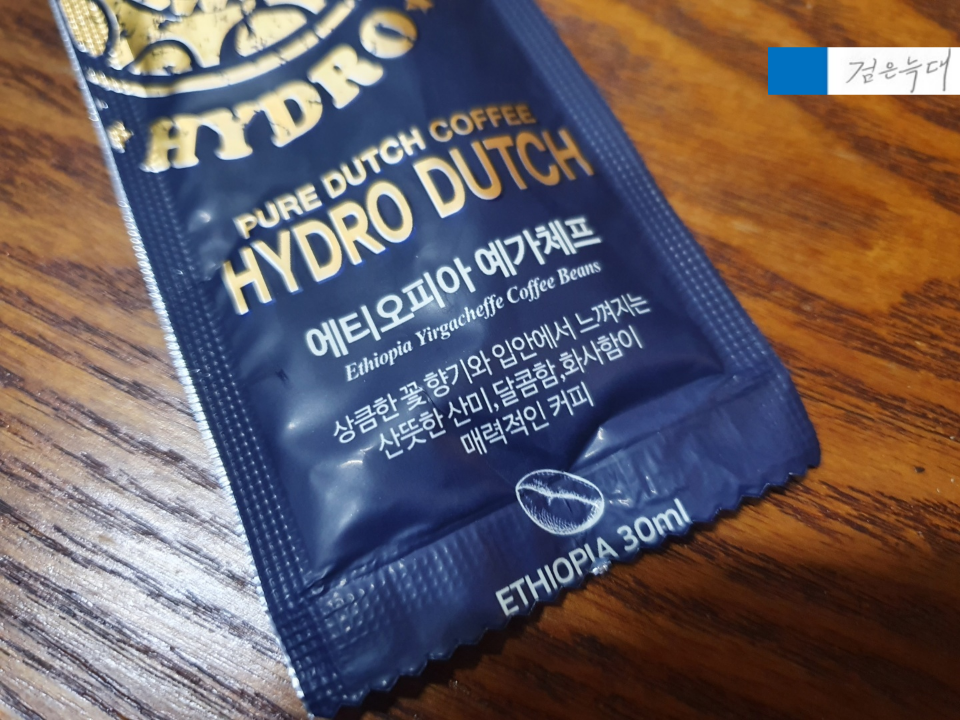 검은늑대
HYDRO
PURE DUTCH COFFEE
HYDRO DUTCH
에티오피아 예가체프
Ethiopia Yirgacheffe Coffee Beans
상큼한 꽃 향기와 입안에서 느껴지는
산뜻한 산미,달콤함,화사함이
매력적인 커피
ETHIOPIA 30ml